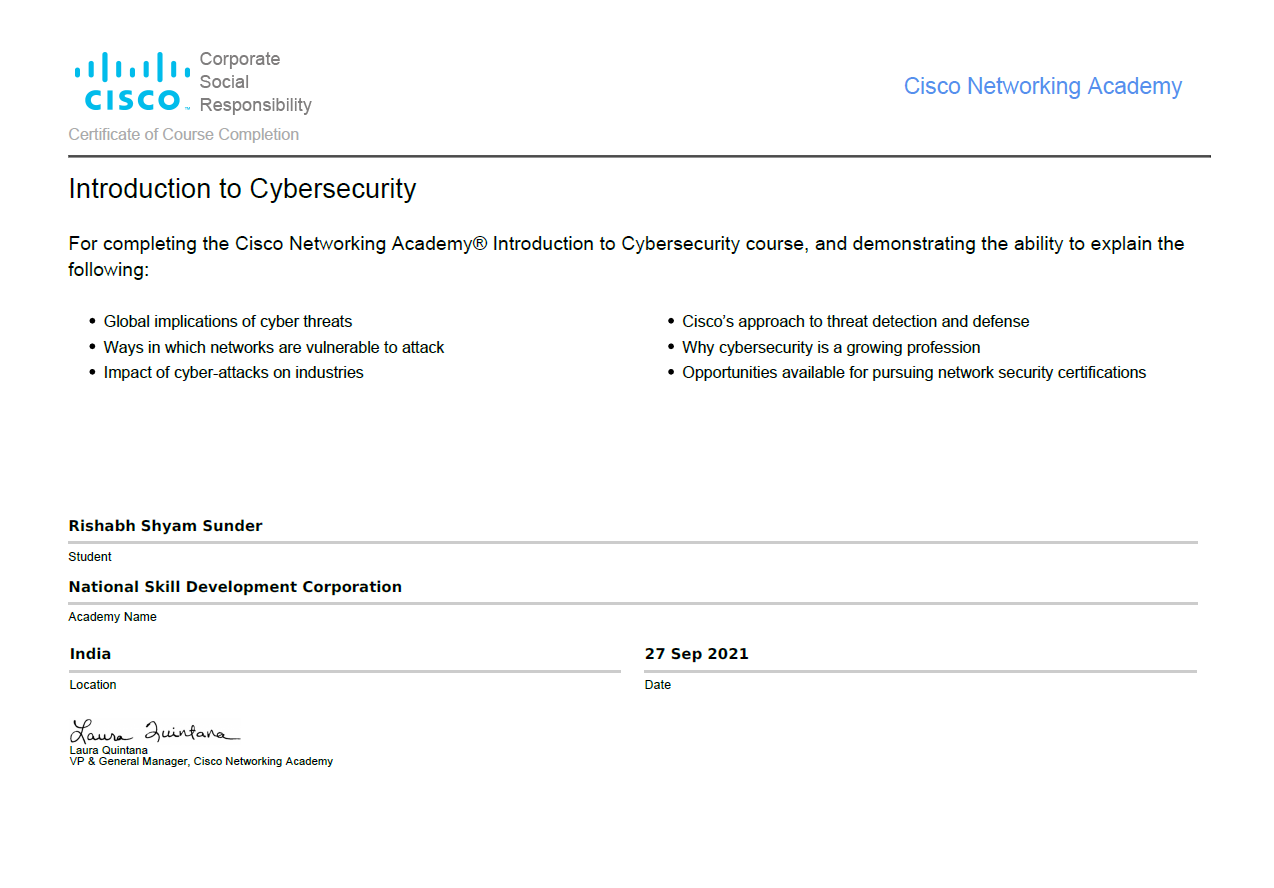 Corporate
Social
Responsibility
CISCO™
Cisco Networking Academy
Certificate of Course Completion
Introduction to Cybersecurity
For completing the Cisco Networking Academy® Introduction to Cybersecurity course, and demonstrating the ability to explain the
following:
• Global implications of cyber threats
• Ways in which networks are vulnerable to attack
• Impact of cyber-attacks on industries
• Cisco’s approach to threat detection and defense
• Why cybersecurity is a growing profession
• Opportunities available for pursuing network security certifications
Rishabh Shyam Sunder
Student
National Skill Development Corporation
Academy Name
India
Location
27 Sep 2021
Date
Laura Quintana
Laura Quintana
VP & General Manager, Cisco Networking Academy